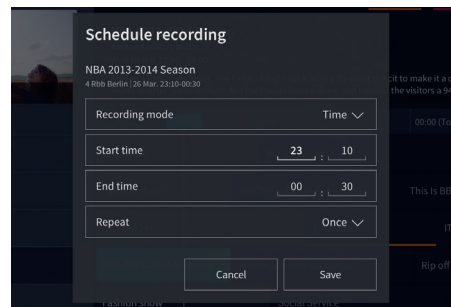 Schedule recording
NBA 2013-2014 Season
4 Rbb Berlin | 26 Mar. 23:10-00:30
cit to make it a
the visitors a 94
Recording mode Time
00:00 (To
Start time 23 : 10
End time 00 : 30
This Is BB
Repeat Once
IT
Rip off
Cancel Save
Fashion show Social Service